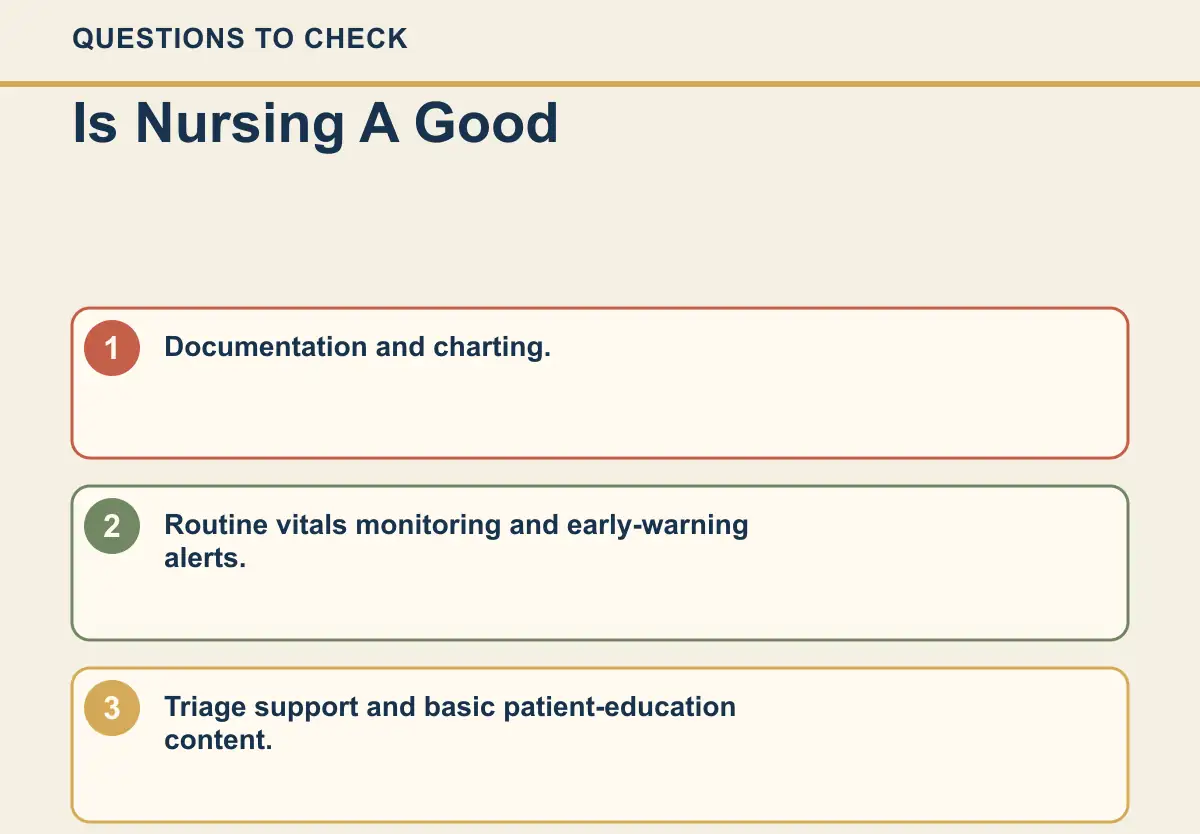 QUESTIONS TO CHECK
Is Nursing A Good
1 Documentation and charting.
2 Routine vitals monitoring and early-warning
alerts.
3 Triage support and basic patient-education
content.